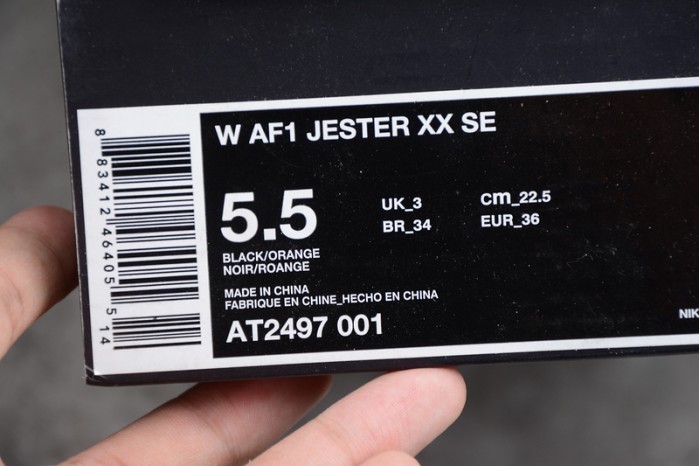 W AF1 JESTER XX SE
5.5
UK_3
cm_22.5
BR_34
EUR_36
BLACK/ORANGE
NOIR/ROANGE
MADE IN CHINA
FABRIQUE EN CHINE_HECHO EN CHINA
AT2497 001
NIK
8 83412 46405 5 14